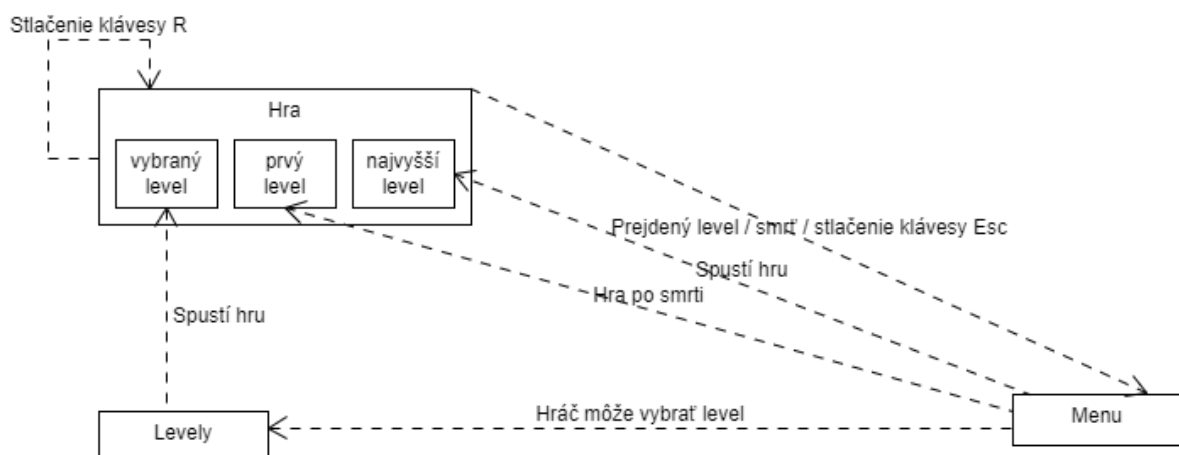 Stlačenie klávesy R
Hra
vybraný
level
prvý
level
najvyšší
level
Prejdený level / smrť / stlačenie klávesy Esc
Spustí hru
Hra po smrti
Spustí hru
Hráč môže vybrať level
Levely
Menu